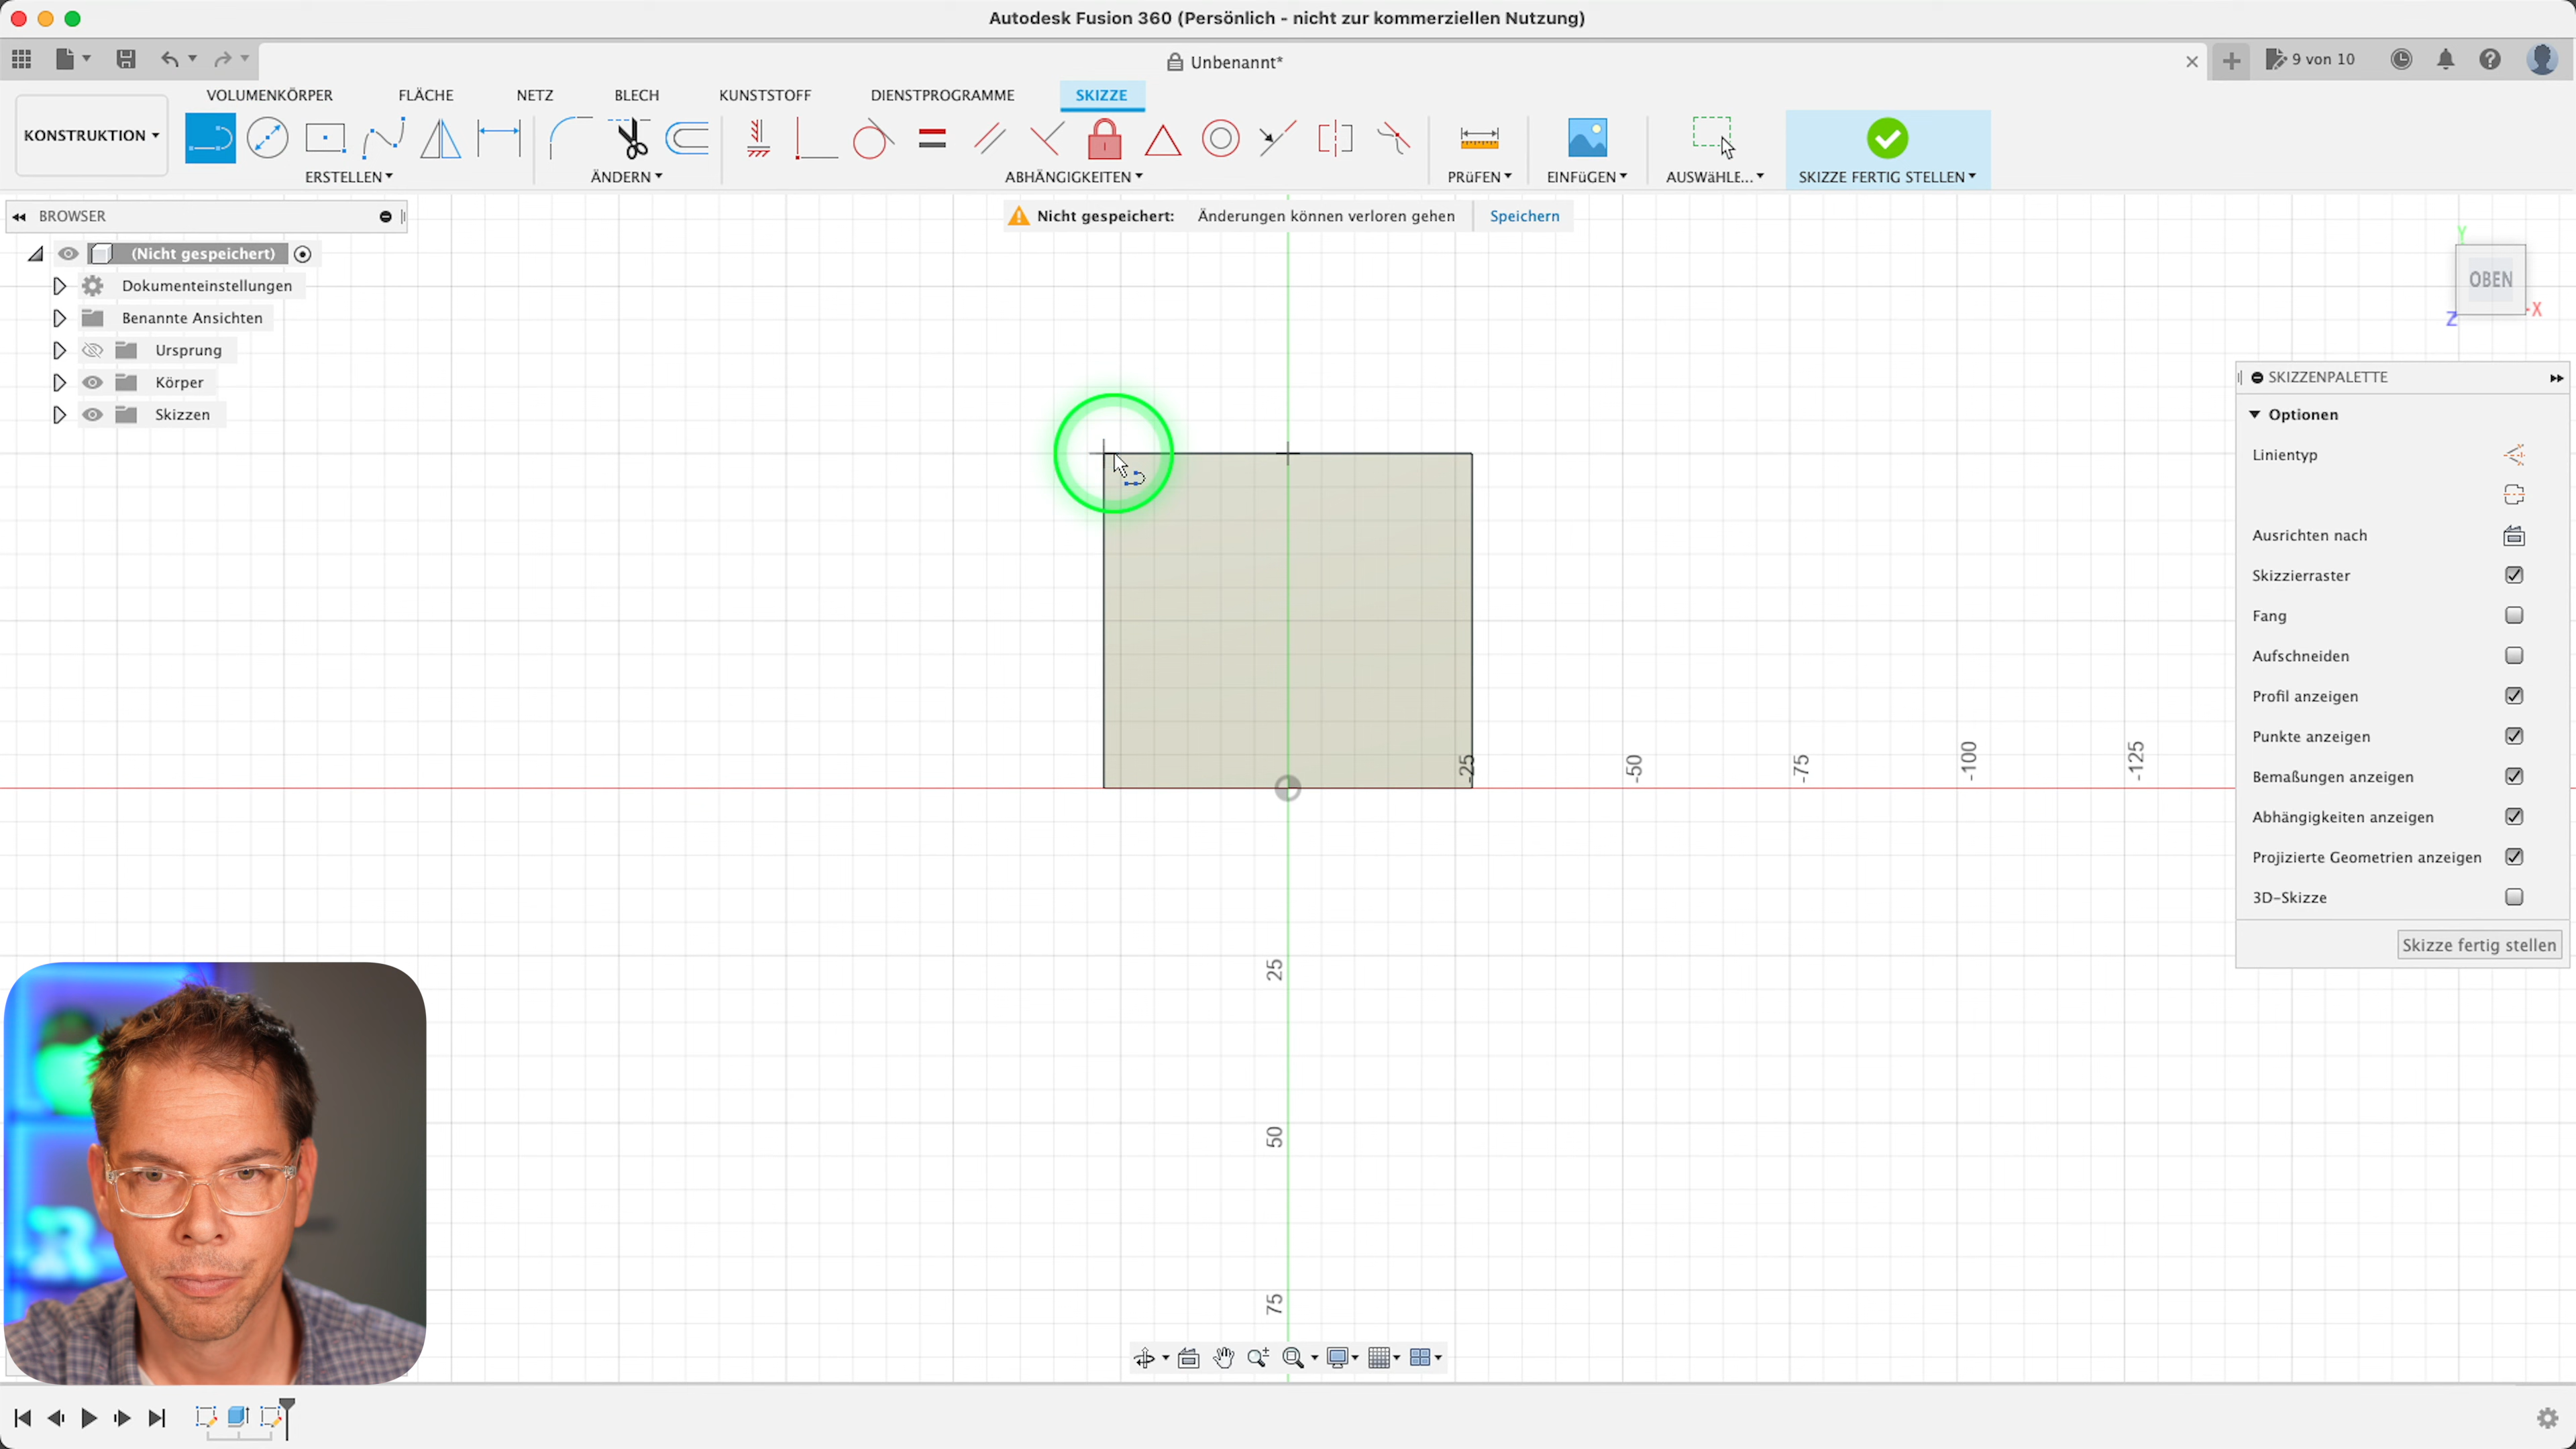 Autodesk Fusion 360 (Persönlich - nicht zur kommerziellen Nutzung)
Unbenannt*
9 von 10
VOLUMENKÖRPER FLÄCHE NETZ BLECH KUNSTSTOFF DIENSTPROGRAMME SKIZZE
KONSTRUKTION
ERSTELLEN ÄNDERN ABHÄNGIGKEITEN PRüFEN EINFüGEN AUSWäHLE... SKIZZE FERTIG STELLEN
BROWSER
Nicht gespeichert: Änderungen können verloren gehen Speichern
(Nicht gespeichert)
Dokumenteinstellungen
Benannte Ansichten
Ursprung
Körper
Skizzen
Y
OBEN
X
Z
SKIZZENPALETTE
Optionen
Linientyp
Ausrichten nach
Skizzierraster
Fang
Aufschneiden
Profil anzeigen
Punkte anzeigen
Bemaßungen anzeigen
Abhängigkeiten anzeigen
Projizierte Geometrien anzeigen
3D-Skizze
Skizze fertig stellen
-25
-50
-75
-100
-125
25
50
75